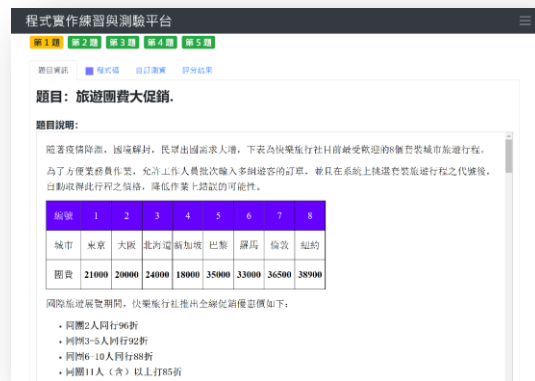 程式實作練習與測驗平台
第1題 第2題 第3題 第4題 第5題
題目資訊 程式碼 自訂測資 評分結果
題目：旅遊團費大促銷.
題目說明:
隨著疫情降溫，國境解封，民眾出國需求大增，下表為快樂旅行社目前最受歡迎的8個套裝城市旅遊行程。
為了方便業務員作業，允許工作人員批次輸入多組遊客的訂單，並且在系統上挑選套裝旅遊行程之代號後，
自動取得此行程之價格，降低作業上錯誤的可能性。
編號 1 2 3 4 5 6 7 8
城市 東京 大阪 北海道 新加坡 巴黎 羅馬 倫敦 紐約
團費 21000 20000 24000 18000 35000 33000 36500 38900
國際旅遊展覽期間，快樂旅行社推出全線促銷優惠價如下：
• 同團2人同行96折
• 同團3-5人同行92折
• 同團6-10人同行88折
• 同團11人（含）以上打85折